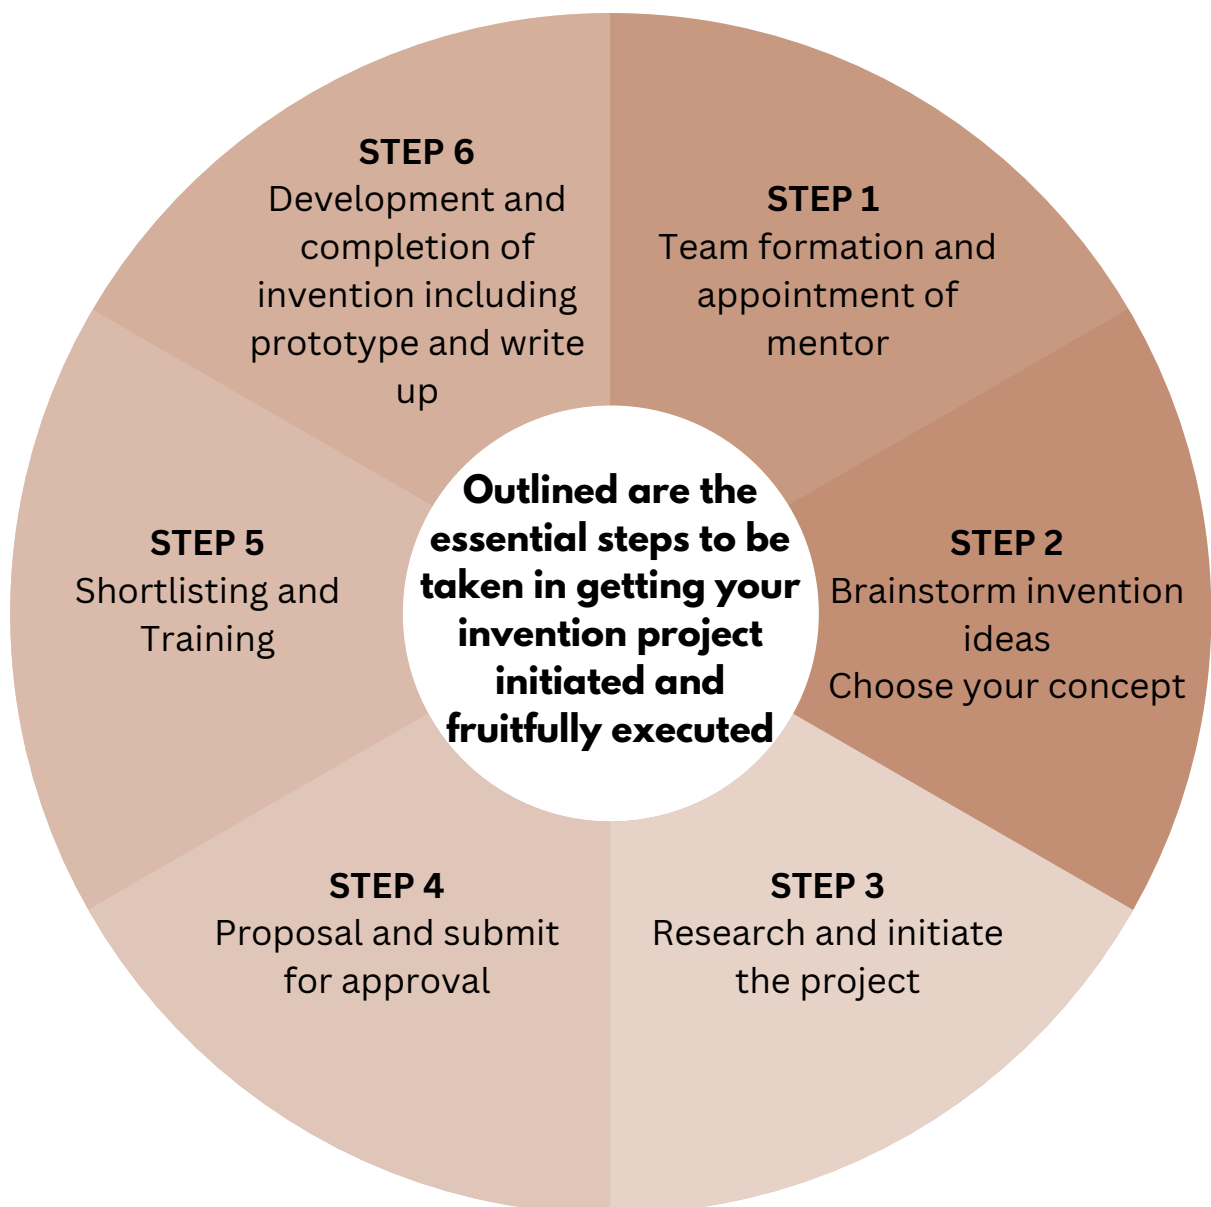 Outlined are the
essential steps to be
taken in getting your
invention project
initiated and
fruitfully executed
STEP 1
Team formation and
appointment of
mentor
STEP 2
Brainstorm invention
ideas
Choose your concept
STEP 3
Research and initiate
the project
STEP 4
Proposal and submit
for approval
STEP 5
Shortlisting and
Training
STEP 6
Development and
completion of
invention including
prototype and write
up